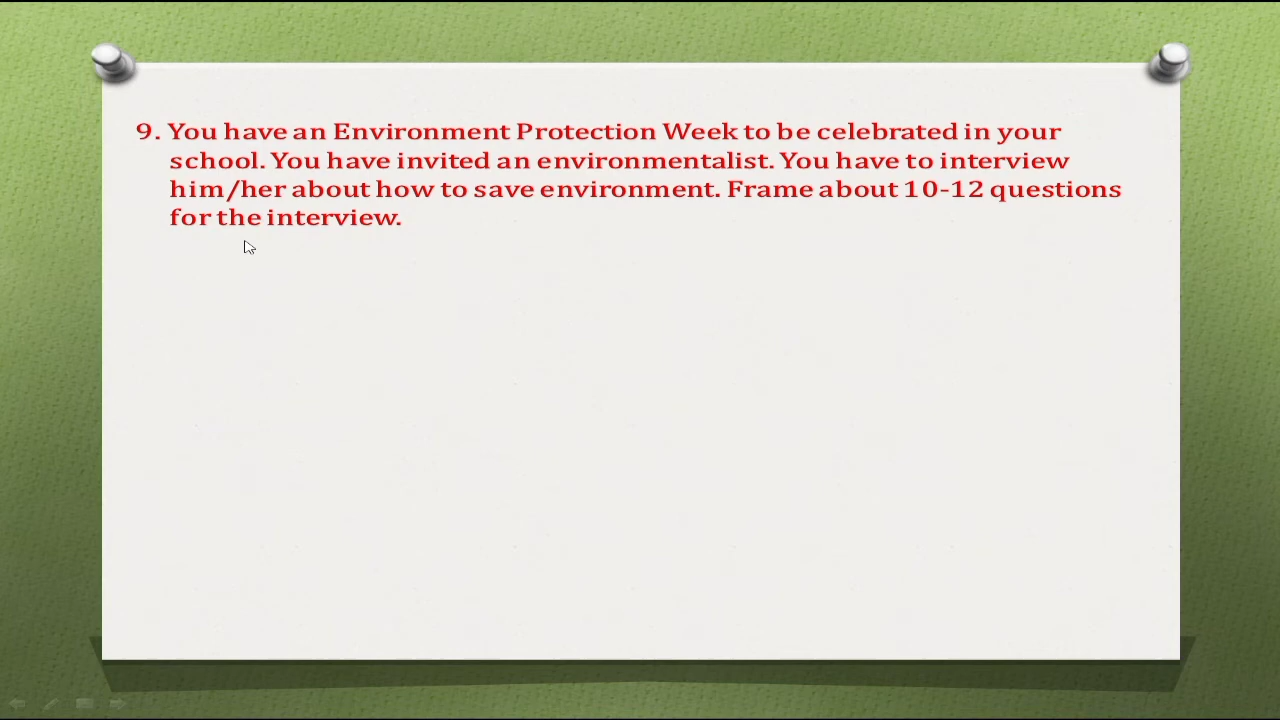 9. You have an Environment Protection Week to be celebrated in your
school. You have invited an environmentalist. You have to interview
him/her about how to save environment. Frame about 10-12 questions
for the interview.